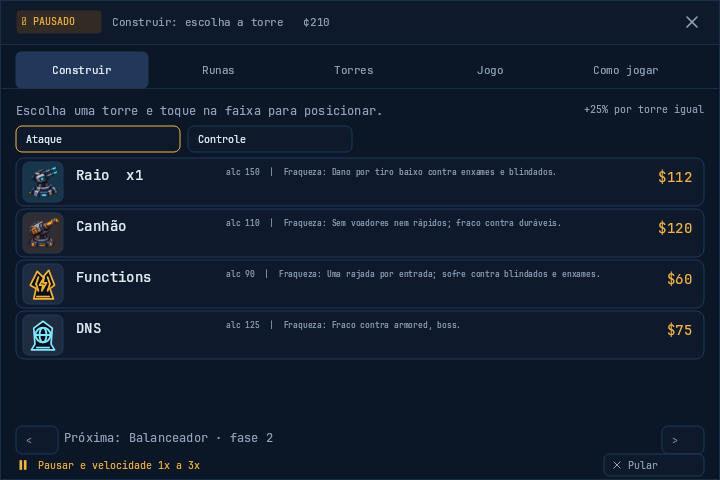 PAUSADO Construir: escolha a torre $210
Construir Runas Torres Jogo Como jogar
Escolha uma torre e toque na faixa para posicionar. +25% por torre igual
Ataque Controle
Raio x1 alc 150 | Fraqueza: Dano por tiro baixo contra enxames e blindados. $112
Canhão alc 110 | Fraqueza: Sem voadores nem rápidos; fraco contra duráveis. $120
Functions alc 90 | Fraqueza: Uma rajada por entrada; sofre contra blindados e enxames. $60
DNS alc 125 | Fraqueza: Fraco contra armored, boss. $75
< Próxima: Balanceador · fase 2 >
Pausar e velocidade 1x a 3x Pular